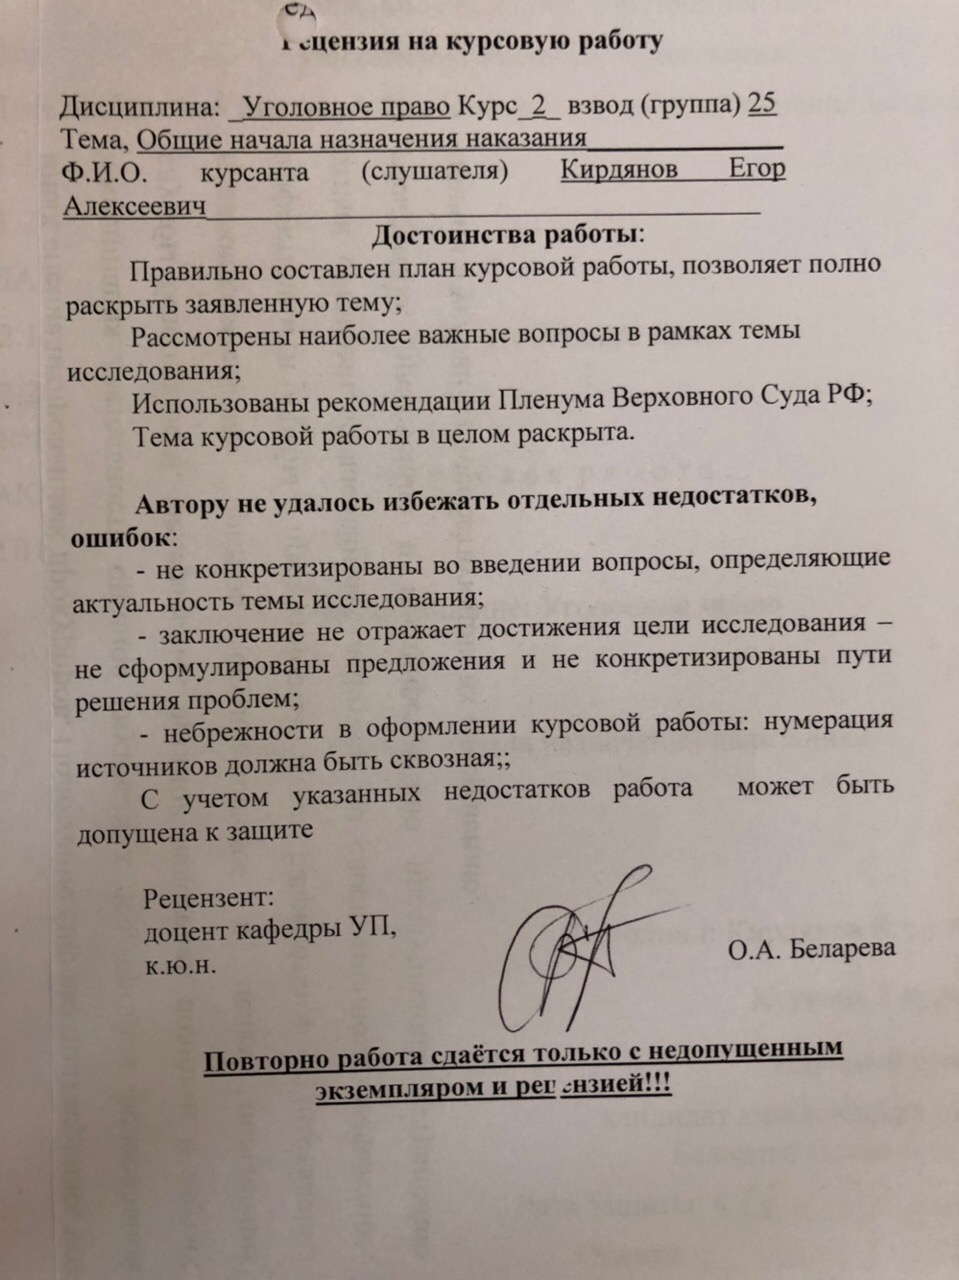 Рецензия на курсовую работу
Дисциплина: _Уголовное право Курс_2_ взвод (группа) 25
Тема, Общие начала назначения наказания______________
Ф.И.О. курсанта (слушателя) Кирдянов Егор
Алексеевич________________________________________
Достоинства работы:
Правильно составлен план курсовой работы, позволяет полно
раскрыть заявленную тему;
Рассмотрены наиболее важные вопросы в рамках темы
исследования;
Использованы рекомендации Пленума Верховного Суда РФ;
Тема курсовой работы в целом раскрыта.
Автору не удалось избежать отдельных недостатков,
ошибок:
- не конкретизированы во введении вопросы, определяющие
актуальность темы исследования;
- заключение не отражает достижения цели исследования –
не сформулированы предложения и не конкретизированы пути
решения проблем;
- небрежности в оформлении курсовой работы: нумерация
источников должна быть сквозная;;
С учетом указанных недостатков работа может быть
допущена к защите
Рецензент:
доцент кафедры УП,
к.ю.н.
О.А. Беларева
Повторно работа сдаётся только с недопущенным
экземпляром и рецензией!!!